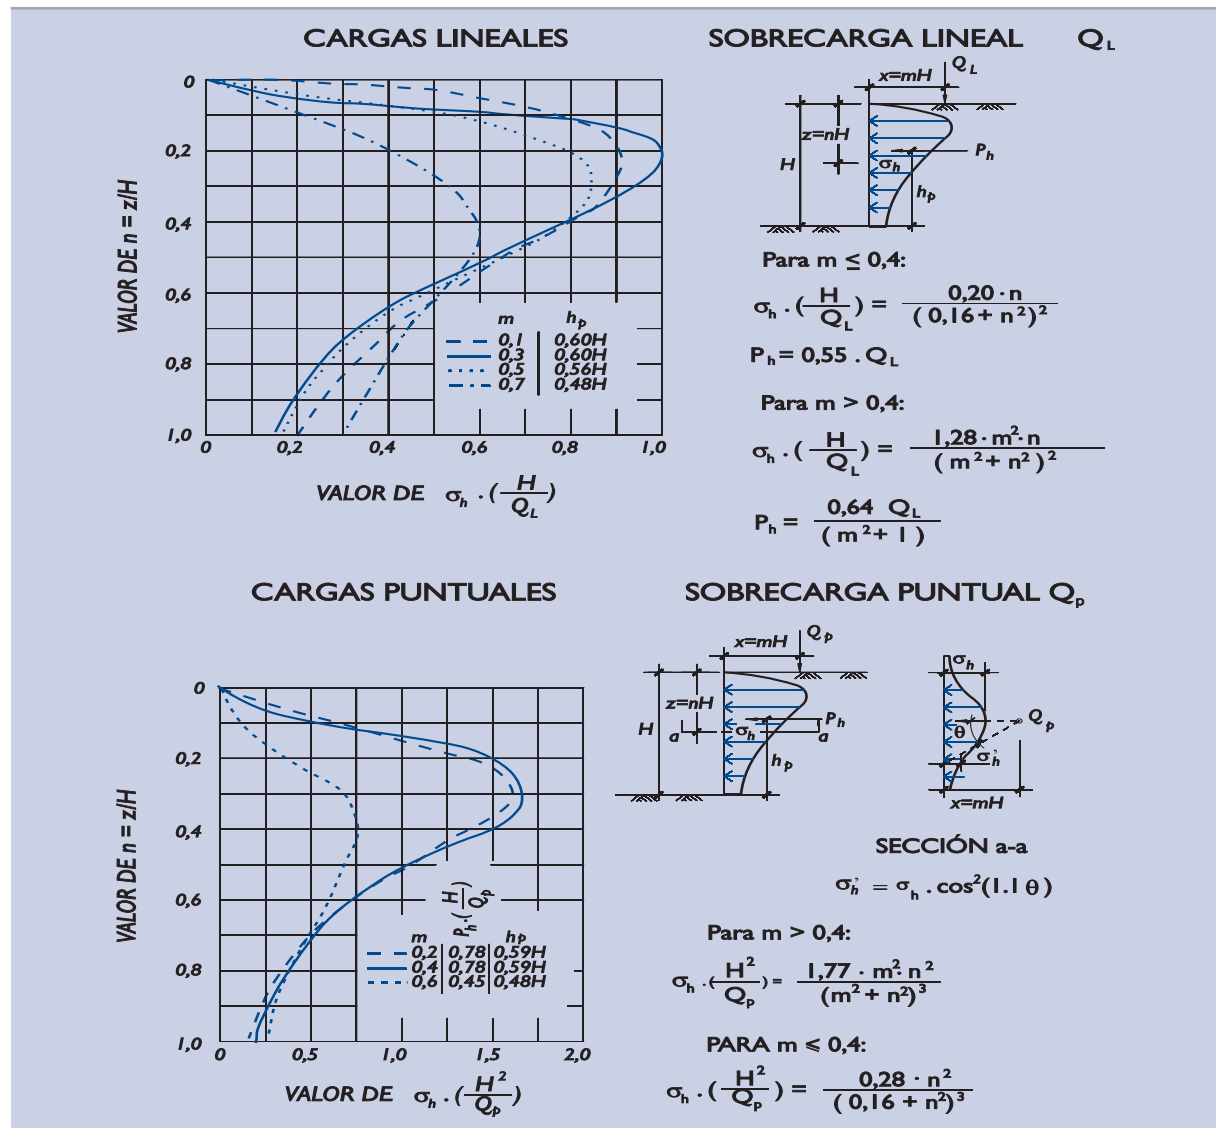 CARGAS LINEALES
SOBRECARGA LINEAL Q_L
VALOR DE n = z/H
0
0,2
0,4
0,6
0,8
1,0
0 0,2 0,4 0,6 0,8 1,0
m h_p
0,1 0,60H
0,3 0,60H
0,5 0,56H
0,7 0,48H
VALOR DE σ_h . (H/Q_L)
x=mH
Q_L
z=nH
H
σ_h
P_h
h_p
Para m ≤ 0,4:
σ_h . (H/Q_L) = 0,20 · n / (0,16 + n²)²
P_h = 0,55 . Q_L
Para m > 0,4:
σ_h . (H/Q_L) = 1,28 · m² · n / (m² + n²)²
P_h = 0,64 Q_L / (m² + 1)
CARGAS PUNTUALES
SOBRECARGA PUNTUAL Q_p
VALOR DE n = z/H
0
0,2
0,4
0,6
0,8
1,0
0 0,5 1,0 1,5 2,0
m P_h.(H/Q_p) h_p
0,2 0,78 0,59H
0,4 0,78 0,59H
0,6 0,45 0,48H
VALOR DE σ_h . (H²/Q_p)
x=mH
Q_p
z=nH
H
P_h
a
σ_h
a
h_p
σ_h
Q_p
θ
σ_h'
x=mH
SECCIÓN a-a
σ_h' = σ_h . cos²(1.1 θ)
Para m > 0,4:
σ_h . (H²/Q_p) = 1,77 · m² · n² / (m² + n²)³
PARA m ≤ 0,4:
σ_h . (H²/Q_p) = 0,28 · n² / (0,16 + n²)³